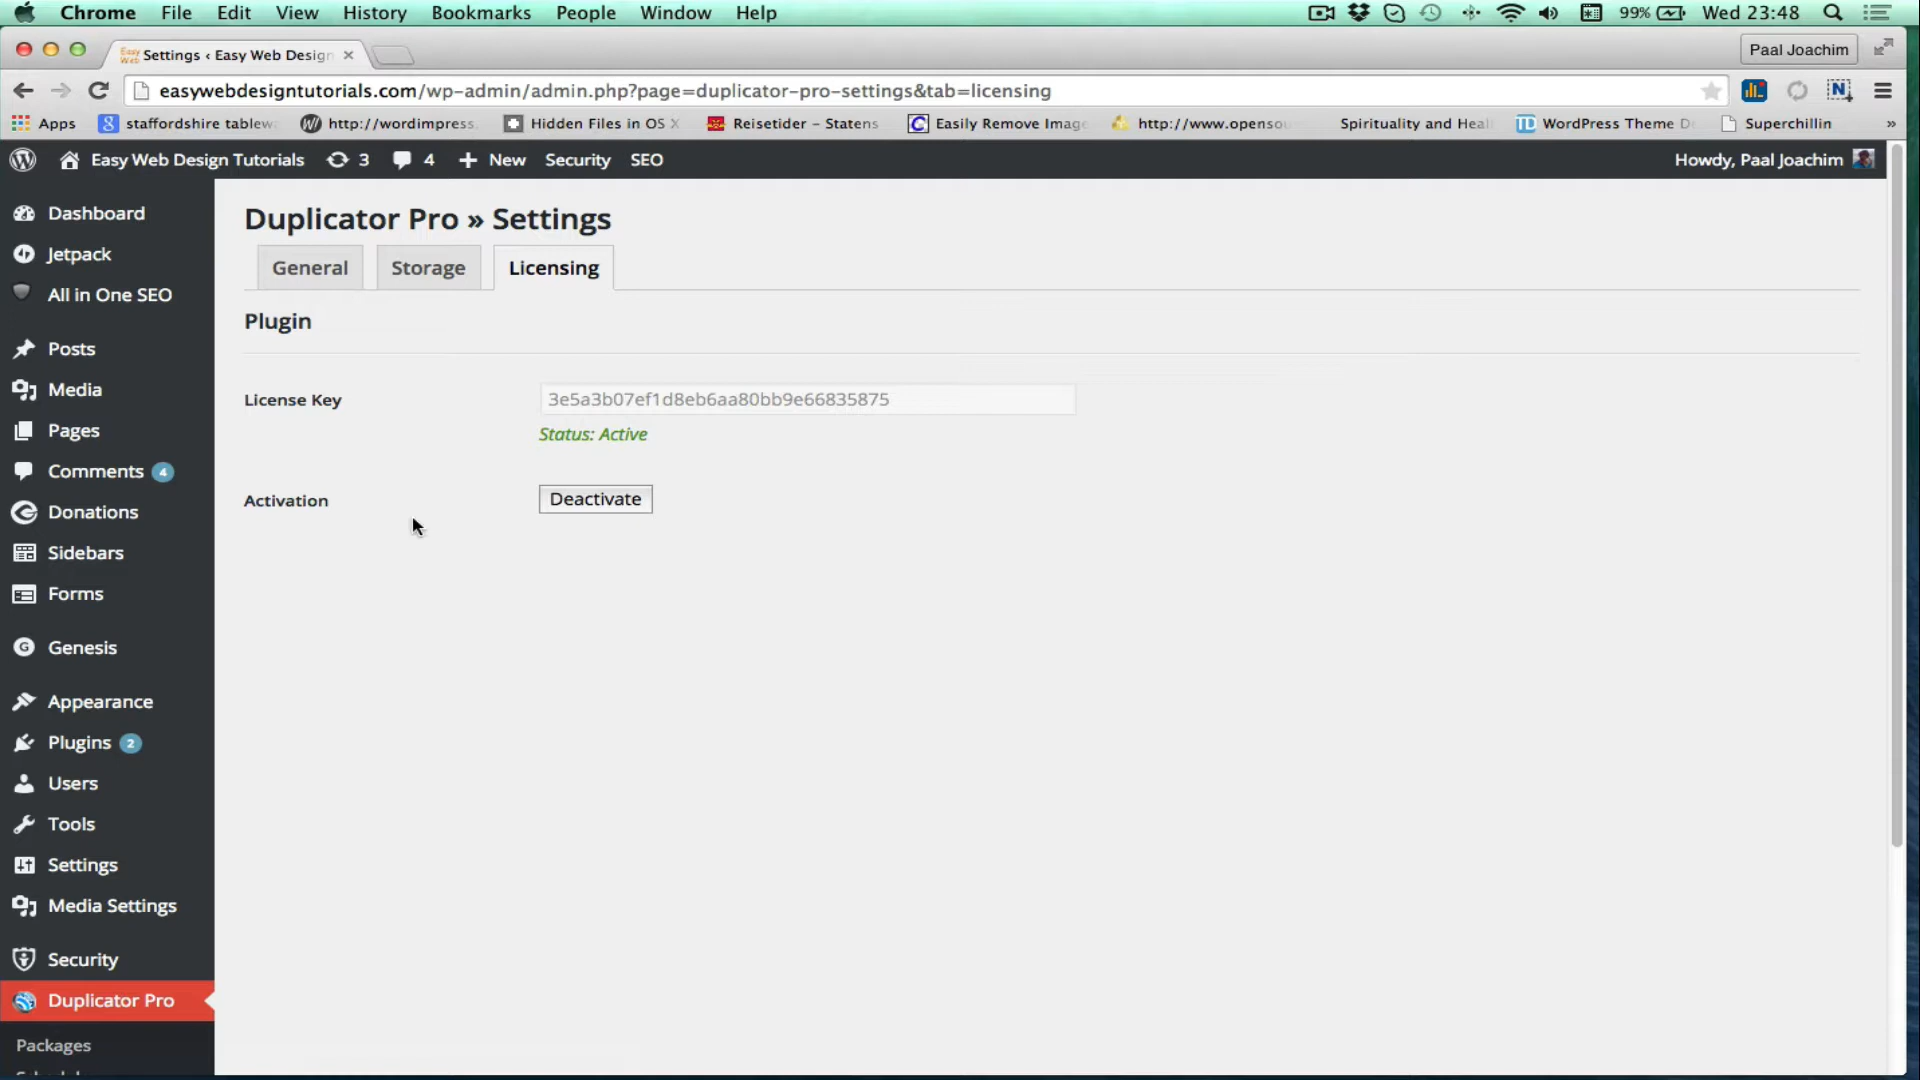 Chrome File Edit View History Bookmarks People Window Help 99% Wed 23:48
Settings ‹ Easy Web Design Paal Joachim
easywebdesigntutorials.com/wp-admin/admin.php?page=duplicator-pro-settings&tab=licensing
Apps staffordshire tablew http://wordimpress. Hidden Files in OS X Reisetider – Statens Easily Remove Image http://www.openso Spirituality and Heal WordPress Theme D Superchillin »
Easy Web Design Tutorials 3 4 New Security SEO Howdy, Paal Joachim
Dashboard
Jetpack
All in One SEO
Posts
Media
Pages
Comments 4
Donations
Sidebars
Forms
Genesis
Appearance
Plugins 2
Users
Tools
Settings
Media Settings
Security
Duplicator Pro
Packages
Duplicator Pro » Settings
General Storage Licensing
Plugin
License Key 3e5a3b07ef1d8eb6aa80bb9e66835875
Status: Active
Activation Deactivate